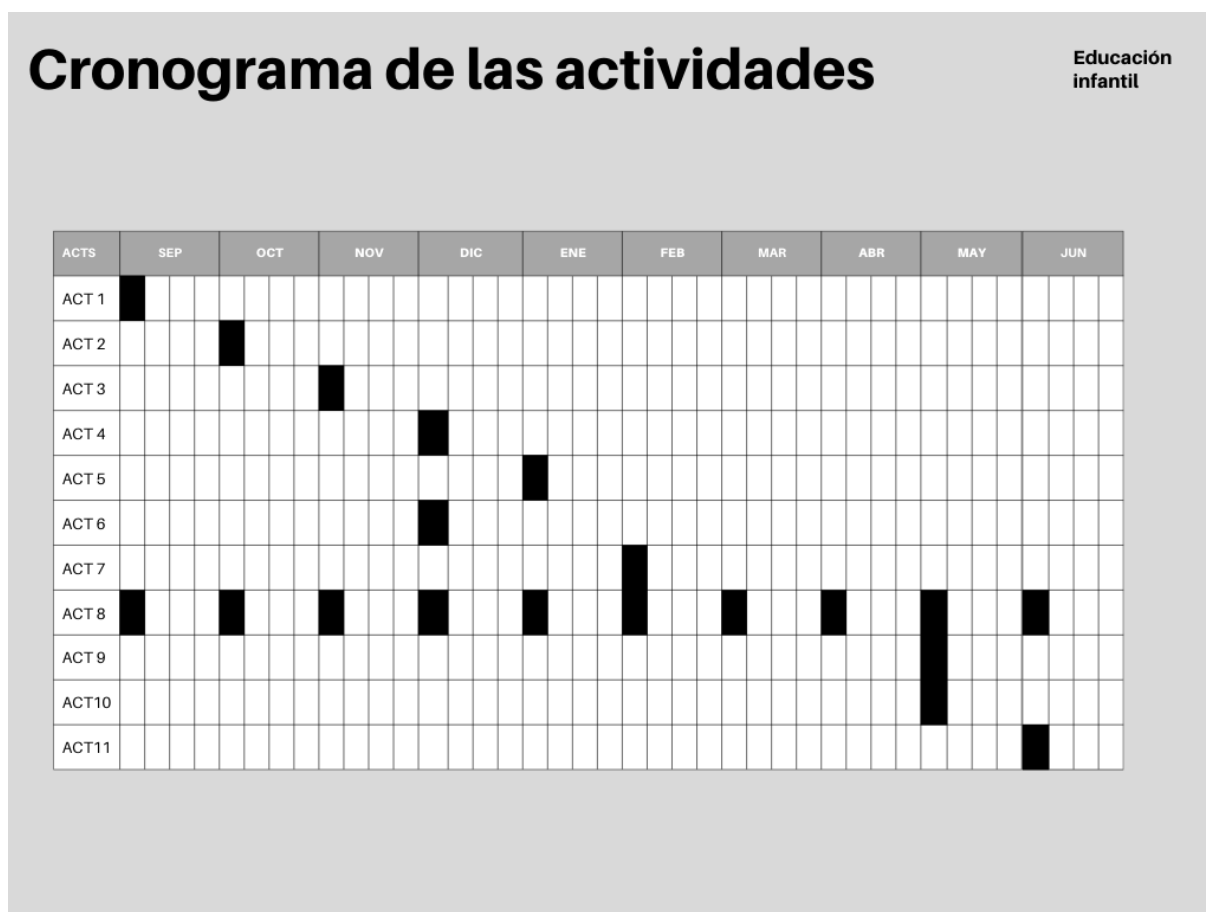 Cronograma de las actividades
Educación
infantil
ACTS SEP OCT NOV DIC ENE FEB MAR ABR MAY JUN
ACT 1
ACT 2
ACT 3
ACT 4
ACT 5
ACT 6
ACT 7
ACT 8
ACT 9
ACT10
ACT11